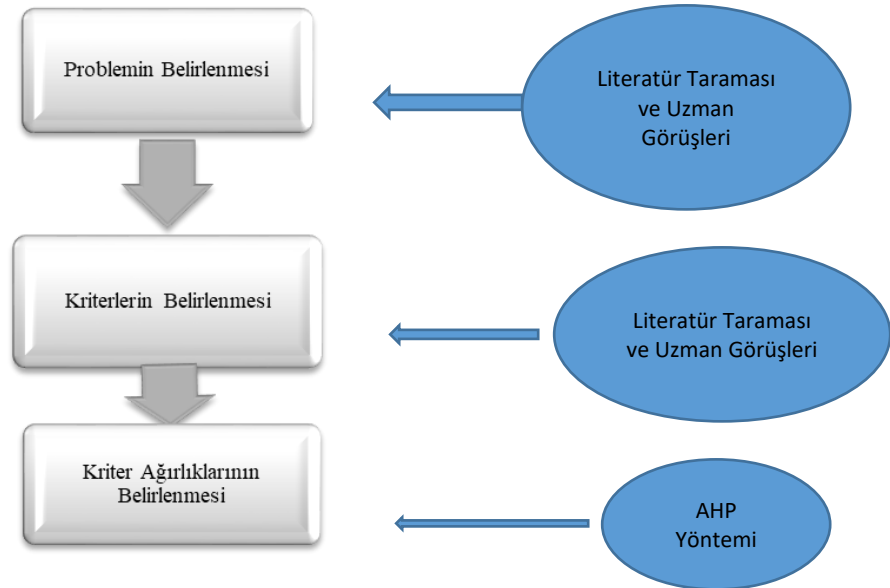 Problemin Belirlenmesi
Literatür Taraması
ve Uzman
Görüşleri
Kriterlerin Belirlenmesi
Literatür Taraması
ve Uzman Görüşleri
Kriter Ağırlıklarının
Belirlenmesi
AHP
Yöntemi